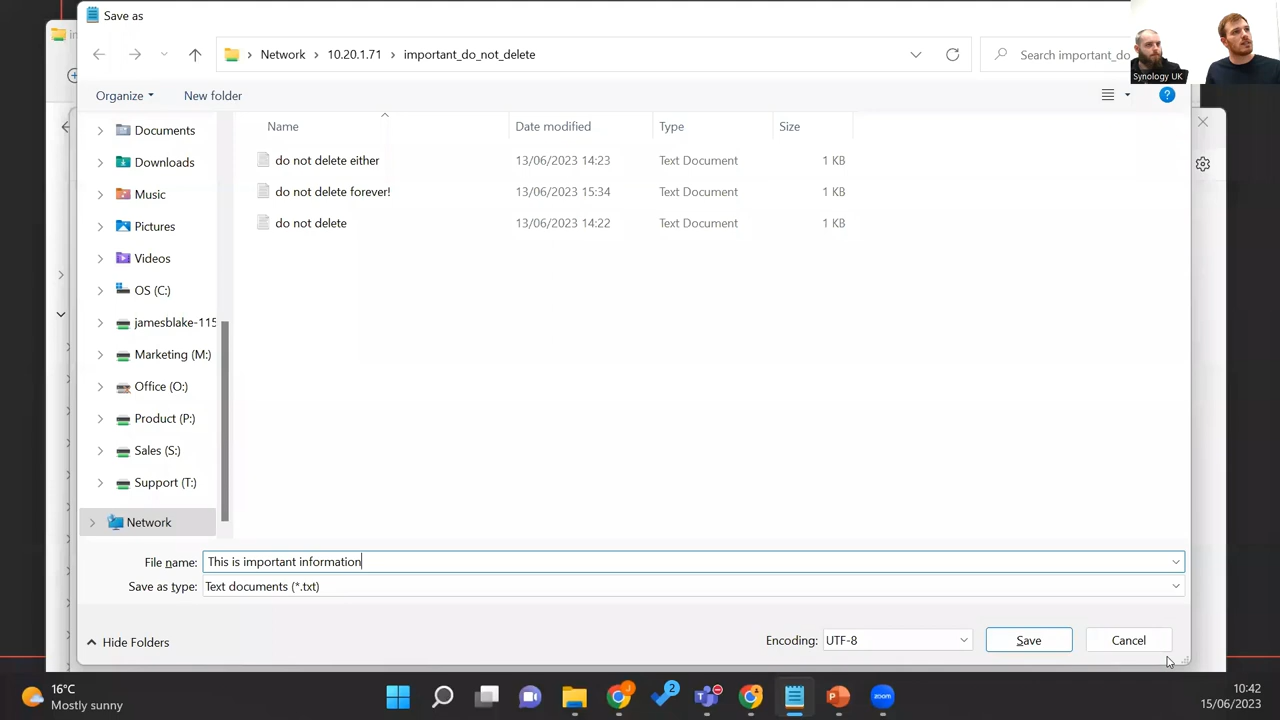 Save as
Network > 10.20.1.71 > important_do_not_delete
Search important_do
Synology UK
Organize
New folder
Name
Date modified
Type
Size
do not delete either
13/06/2023 14:23
Text Document
1 KB
do not delete forever!
13/06/2023 15:34
Text Document
1 KB
do not delete
13/06/2023 14:22
Text Document
1 KB
Documents
Downloads
Music
Pictures
Videos
OS (C:)
jamesblake-115
Marketing (M:)
Office (O:)
Product (P:)
Sales (S:)
Support (T:)
Network
File name: This is important information
Save as type: Text documents (*.txt)
Hide Folders
Encoding: UTF-8
Save
Cancel
16°C
Mostly sunny
2
zoom
10:42
15/06/2023